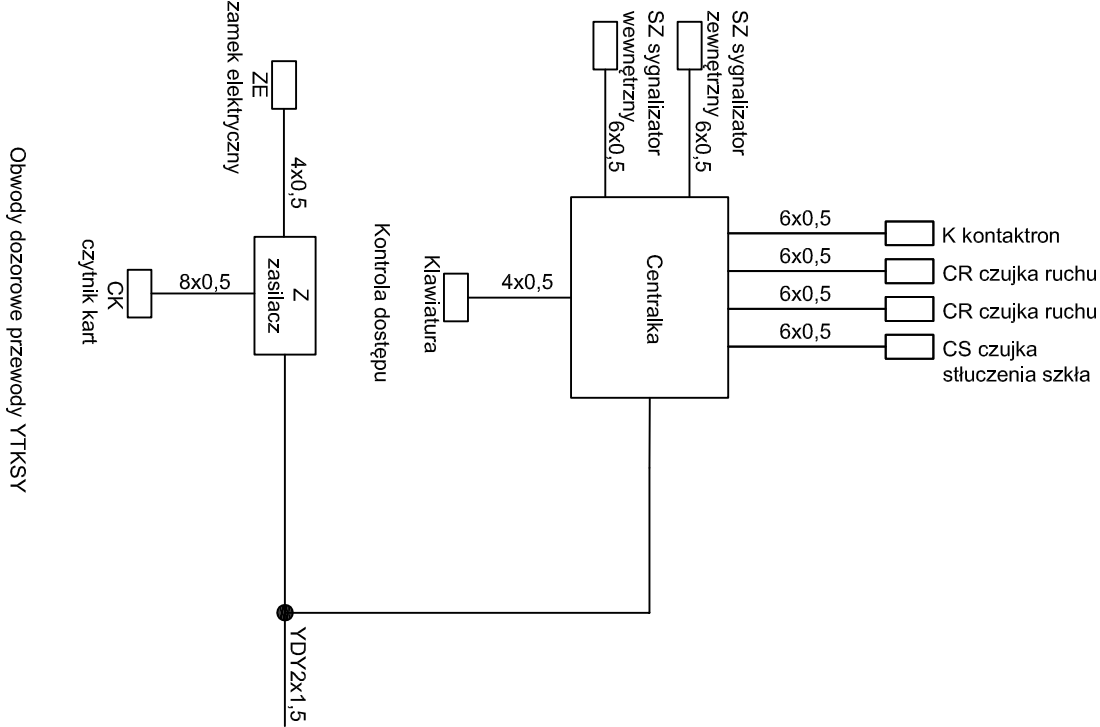 SZ sygnalizator
zewnętrzny
6x0,5
SZ sygnalizator
wewnętrzny
6x0,5
6x0,5
K kontaktron
6x0,5
CR czujka ruchu
6x0,5
CR czujka ruchu
6x0,5
CS czujka
stłuczenia szkła
Centralka
4x0,5
Klawiatura
Kontrola dostępu
ZE
zamek elektryczny
4x0,5
Z
zasilacz
8x0,5
CK
czytnik kart
YDY2x1,5
Obwody dozorowe przewody YTKSY